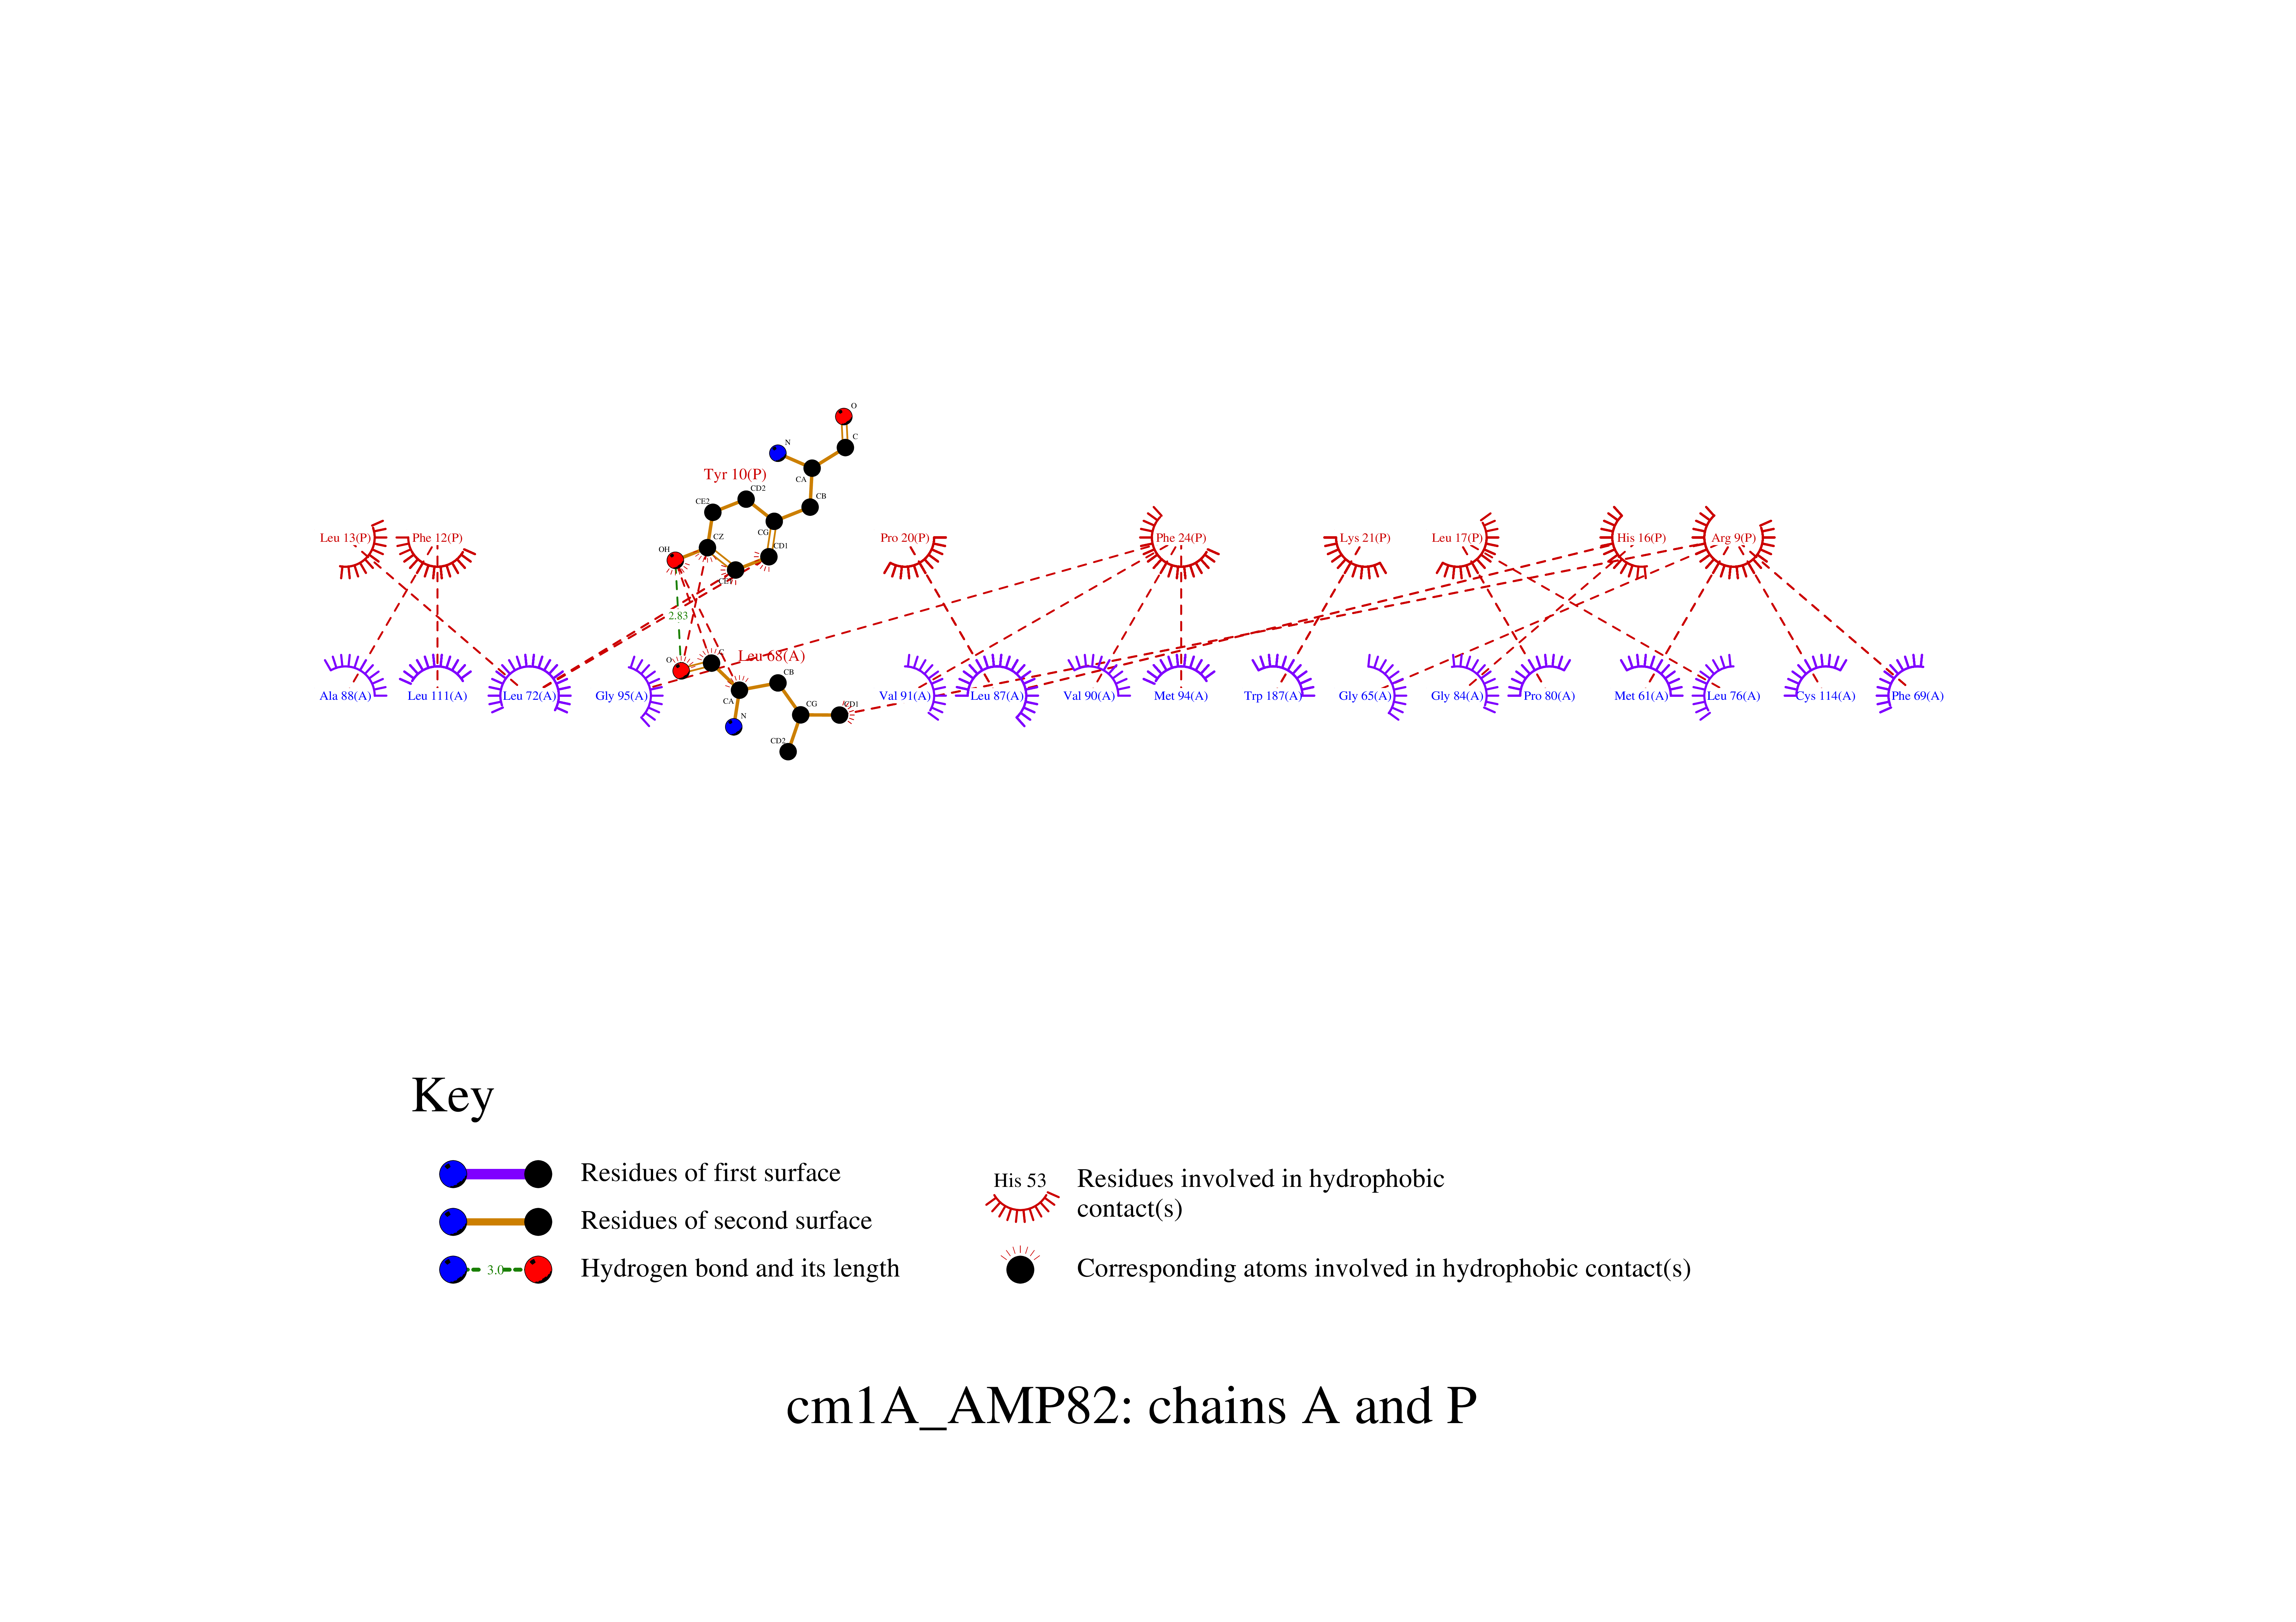 O
N
C
CA
Tyr 10(P)
CD2
CE2
CB
CG
Leu 13(P)
Phe 12(P)
CZ
OH
CD1
CE1
Pro 20(P)
Phe 24(P)
Lys 21(P)
Leu 17(P)
His 16(P)
Arg 9(P)
2.83
O
C
Leu 68(A)
CB
CA
N
CG
CD1
CD2
Ala 88(A)
Leu 111(A)
Leu 72(A)
Gly 95(A)
Val 91(A)
Leu 87(A)
Val 90(A)
Met 94(A)
Trp 187(A)
Gly 65(A)
Gly 84(A)
Pro 80(A)
Met 61(A)
Leu 76(A)
Cys 114(A)
Phe 69(A)
Key
Residues of first surface
Residues of second surface
3.0
Hydrogen bond and its length
His 53
Residues involved in hydrophobic
contact(s)
Corresponding atoms involved in hydrophobic contact(s)
cm1A_AMP82: chains A and P